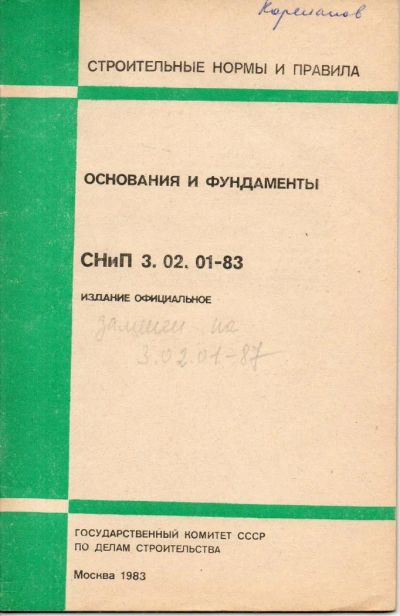 Корепанов
СТРОИТЕЛЬНЫЕ НОРМЫ И ПРАВИЛА
ОСНОВАНИЯ И ФУНДАМЕНТЫ
СНиП 3. 02. 01-83
ИЗДАНИЕ ОФИЦИАЛЬНОЕ
на
3.02.01-87
ГОСУДАРСТВЕННЫЙ КОМИТЕТ СССР
ПО ДЕЛАМ СТРОИТЕЛЬСТВА
Москва 1983